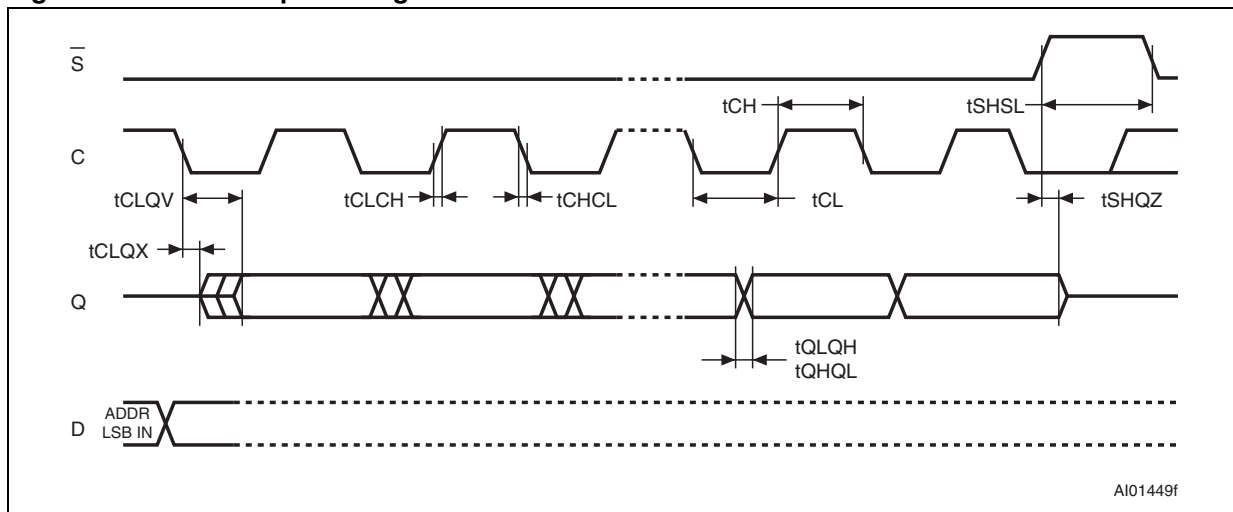 S
tCH
tSHSL
C
tCLQV
tCLCH
tCHCL
tCL
tSHQZ
tCLQX
Q
tQLQH
tQHQL
ADDR
D
LSB IN
AI01449f